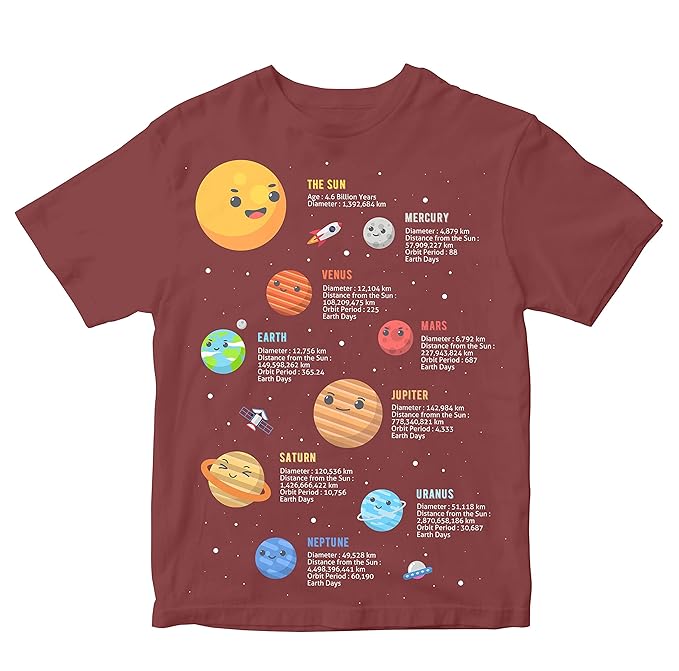 THE SUN
Age : 4.6 Billion Years
Diameter : 1,392,684 km
MERCURY
Diameter : 4,879 km
Distance from the Sun :
57,909,227 km
Orbit Period : 88
Earth Days
VENUS
Diameter : 12,104 km
Distance from the Sun :
108,209,475 km
Orbit Period : 225
Earth Days
MARS
Diameter : 6,792 km
Distance from the Sun :
227,943,824 km
Orbit Period : 687
Earth Days
EARTH
Diameter : 12,756 km
Distance from the Sun :
149,598,262 km
Orbit Period : 365.24
Earth Days
JUPITER
Diameter : 142,984 km
Distance fromn the Sun :
778,340,821 km
Orbit Period : 4,333
Earth Days
SATURN
Diameter : 120,536 km
Distance from the Sun :
1,426,666,422 km
Orbit Period : 10,756
Earth Days
URANUS
Diameter : 51,118 km
Distance from the Sun :
2,870,658,186 km
Orbit Period : 30,687
Earth Days
NEPTUNE
Diameter : 49,528 km
Distance from the Sun :
4,498,396,441 km
Orbit Period : 60,190
Earth Days